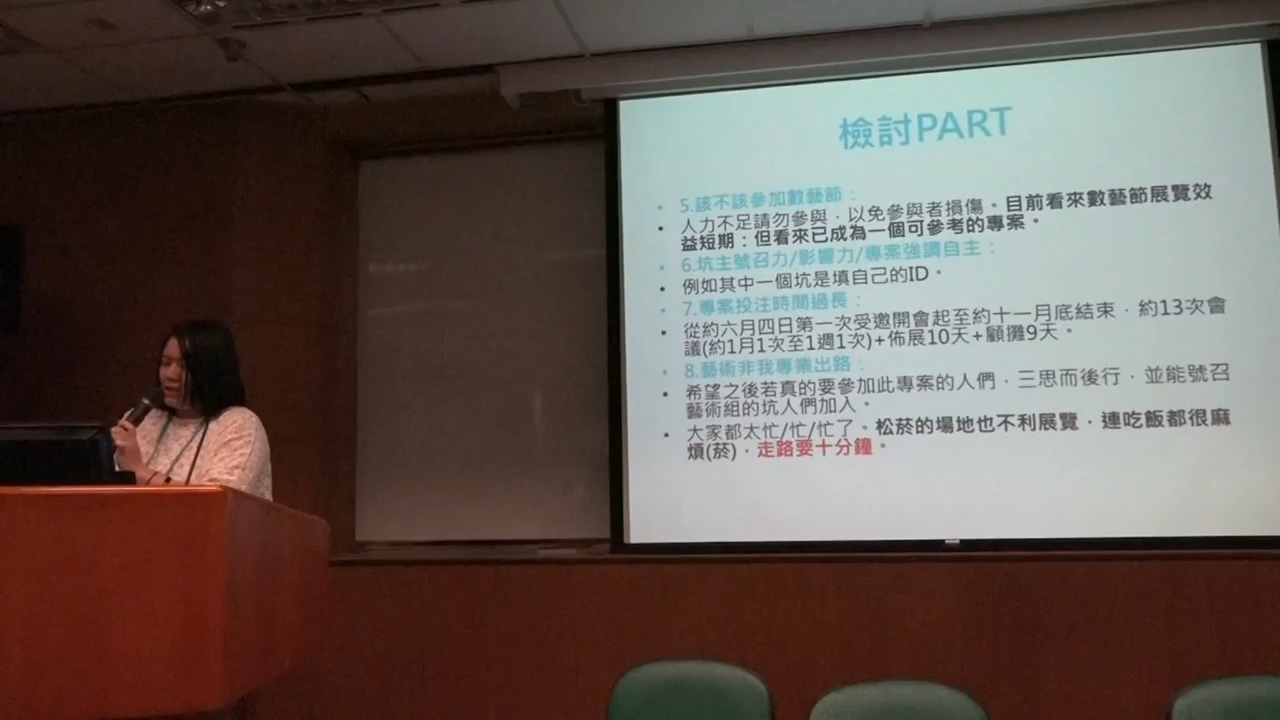 檢討PART
5.該不該參加數藝節：
人力不足請勿參與，以免參與者損傷。目前看來數藝節展覽效
益短期：但看來已成為一個可參考的專案。
6.坑主號召力/影響力/專案強調自主：
例如其中一個坑是填自己的ID。
7.專案投注時間過長：
從約六月四日第一次受邀開會起至約十一月底結束，約13次會
議(約1月1次至1週1次)+佈展10天+顧攤9天。
8.藝術非我專業出路：
希望之後若真的要參加此專案的人們，三思而後行，並能號召
藝術組的坑人們加入。
大家都太忙/忙/忙了。松菸的場地也不利展覽，連吃飯都很麻
煩(菸)，走路要十分鐘。